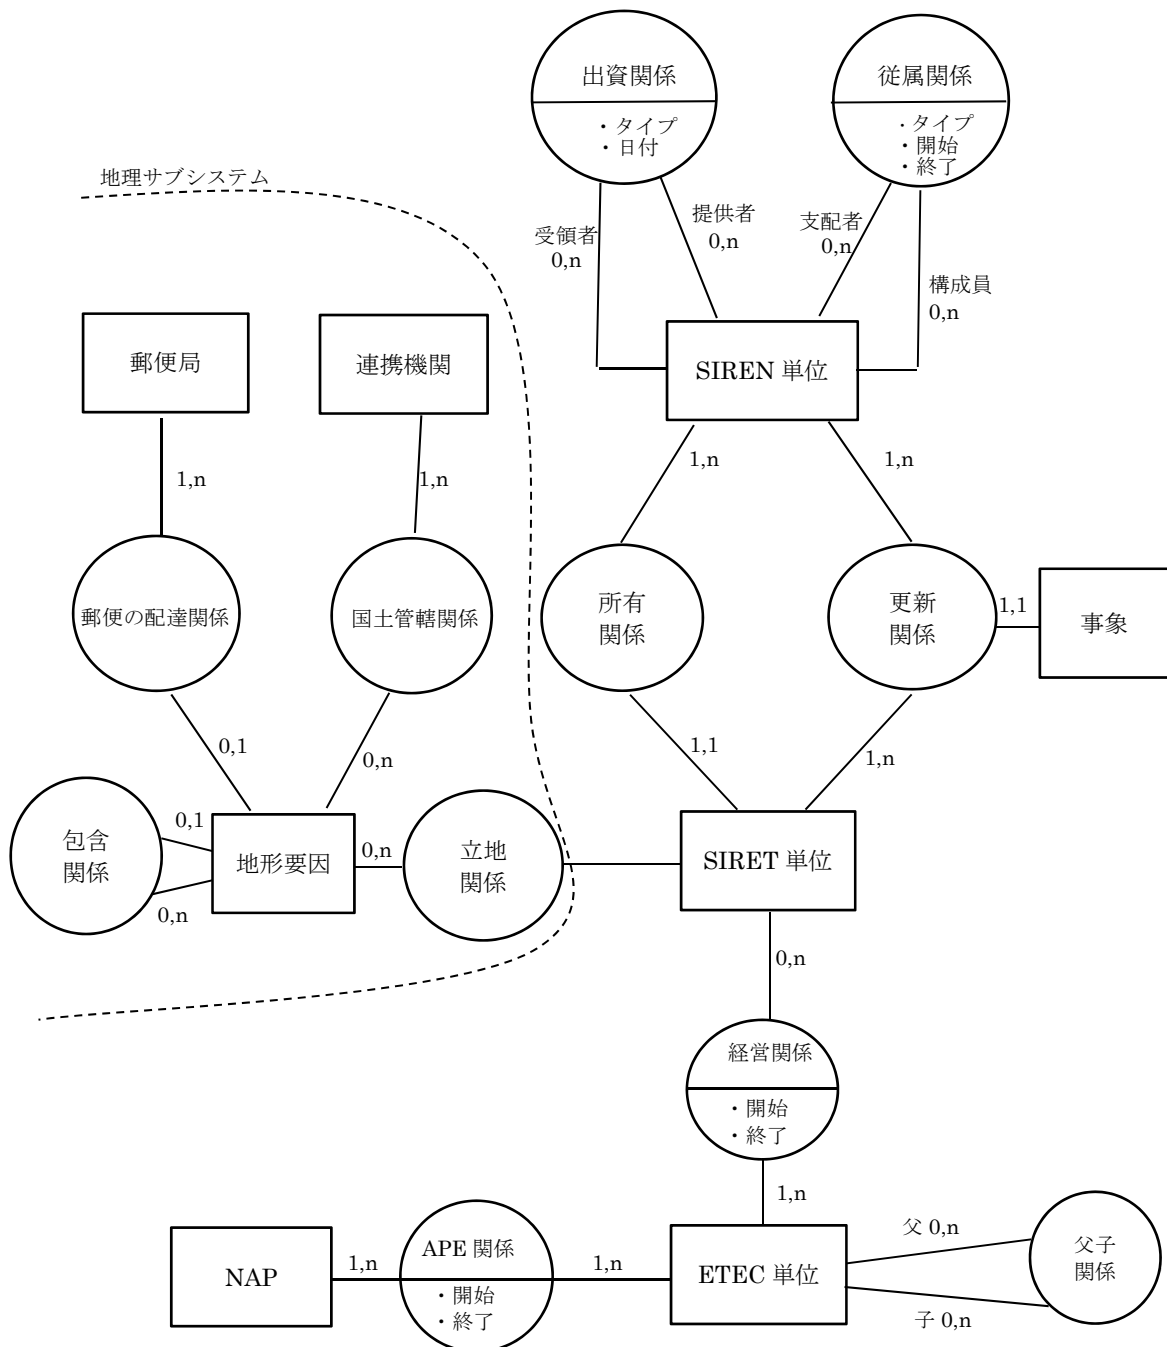 出資関係
・タイプ
・日付
従属関係
・タイプ
・開始
・終了
地理サブシステム
受領者
0,n
提供者
0,n
支配者
0,n
構成員
0,n
郵便局
連携機関
SIREN 単位
1,n
1,n
1,n
1,n
郵便の配達関係
国土管轄関係
所有
関係
更新
関係
1,1
事象
0,1
0,n
1,1
1,n
包含
関係
0,1
0,n
地形要因
0,n
立地
関係
SIRET 単位
0,n
経営関係
・開始
・終了
1,n
NAP
1,n
APE 関係
・開始
・終了
1,n
ETEC 単位
父 0,n
子 0,n
父子
関係